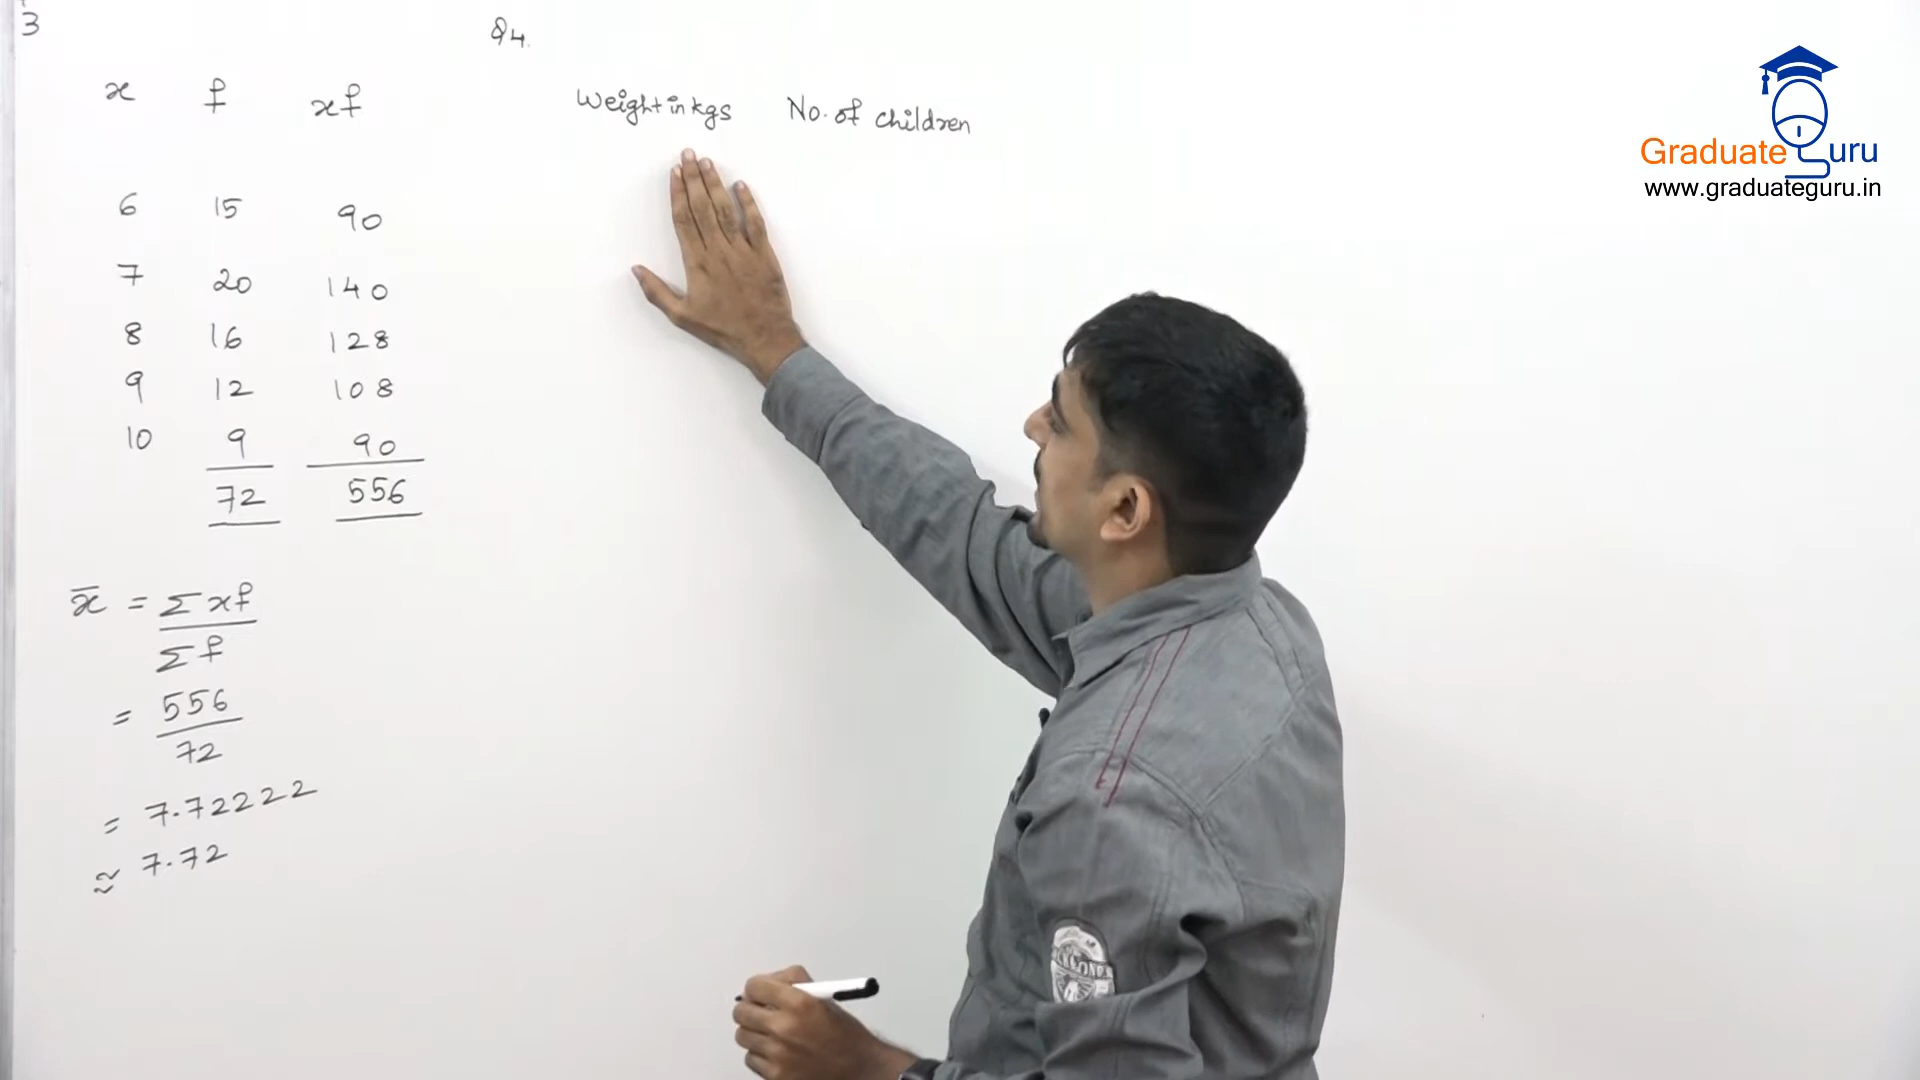 3
x f xf
6 15 90
7 20 140
8 16 128
9 12 108
10 9 90
72 556
x̄ = Σxf
Σf
= 556
72
= 7.72222
≈ 7.72
Q4.
Weight in kgs No. of children
Graduate Guru
www.graduateguru.in